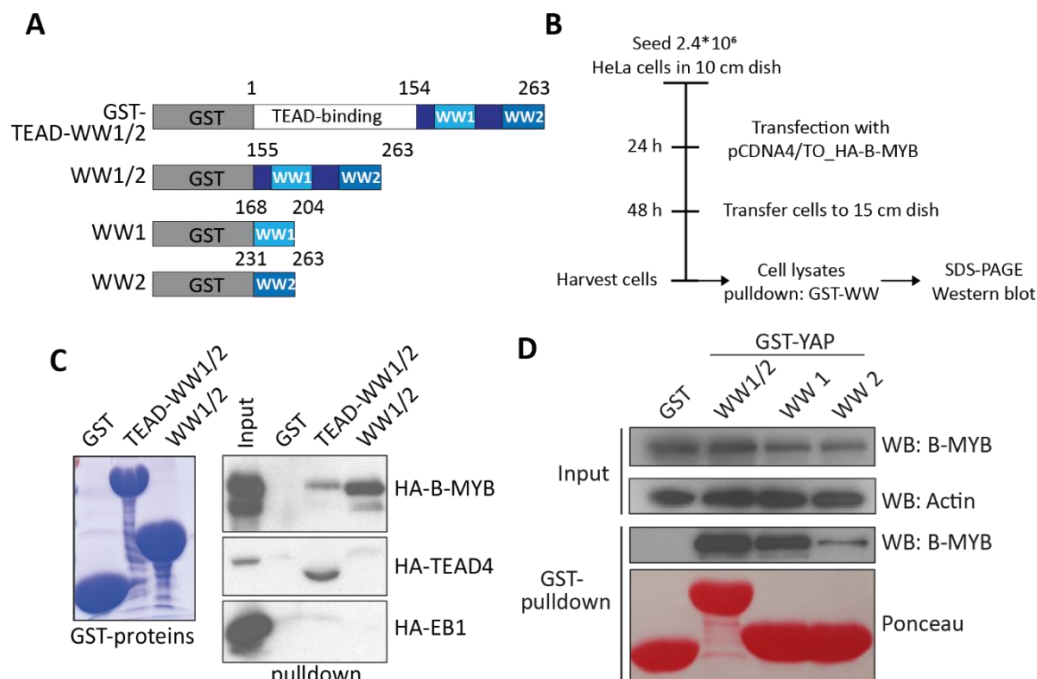 A
1 154 263
GST-
TEAD-WW1/2
GST TEAD-binding WW1 WW2
155 263
WW1/2 GST WW1 WW2
168 204
WW1 GST WW1
231 263
WW2 GST WW2
B
Seed 2.4*10⁶
HeLa cells in 10 cm dish
24 h
Transfection with
pCDNA4/TO_HA-B-MYB
48 h Transfer cells to 15 cm dish
Harvest cells
Cell lysates
pulldown: GST-WW
SDS-PAGE
Western blot
C
GST
TEAD-WW1/2
WW1/2
GST-proteins
Input
GST
TEAD-WW1/2
WW1/2
HA-B-MYB
HA-TEAD4
HA-EB1
pulldown
D
GST-YAP
GST
WW1/2
WW 1
WW 2
Input
WB: B-MYB
WB: Actin
GST-
pulldown
WB: B-MYB
Ponceau